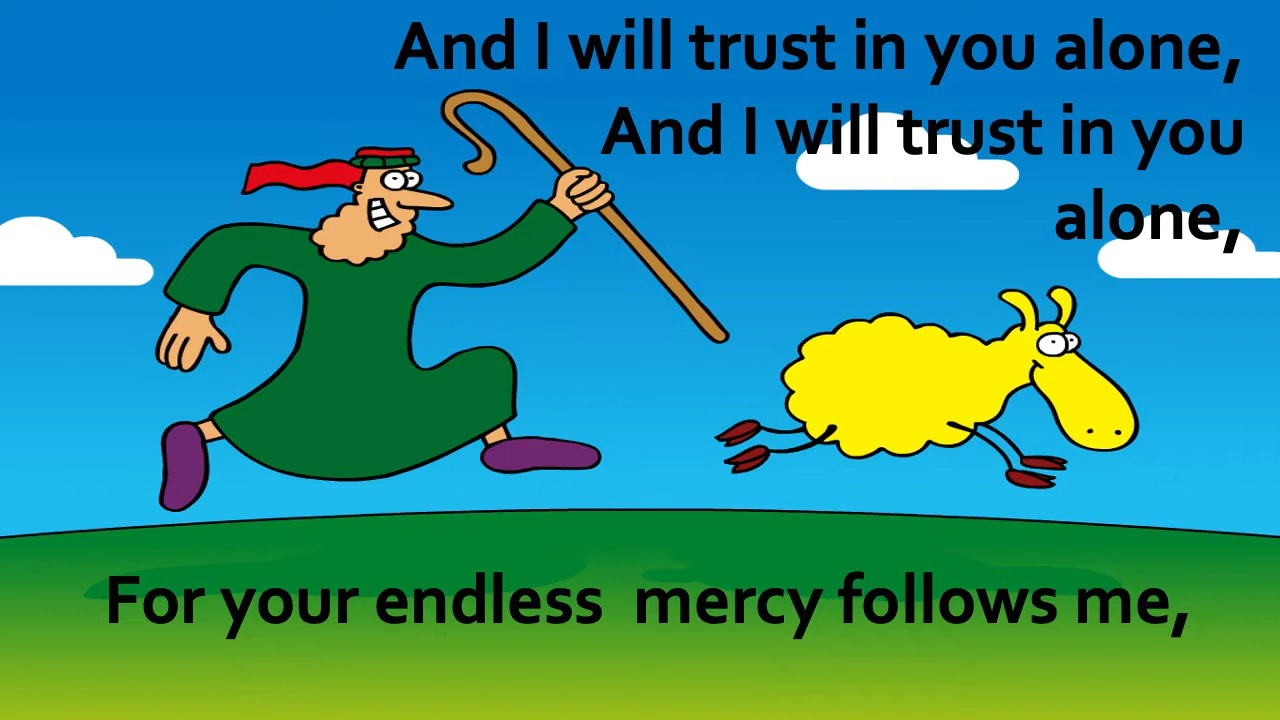 And I will trust in you alone,
And I will trust in you
alone,
For your endless  mercy follows me,